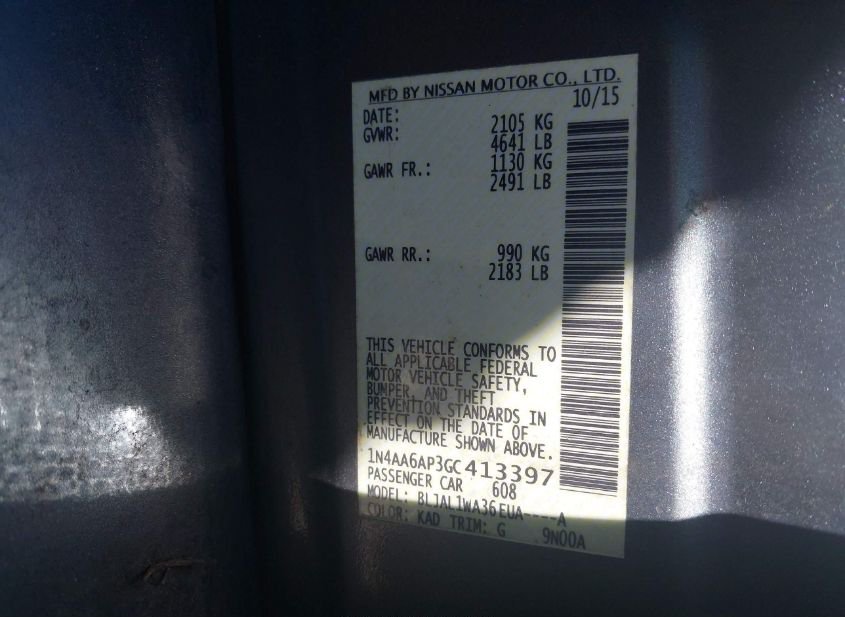 MFD BY NISSAN MOTOR CO., LTD.
DATE: 10/15
GVWR: 2105 KG
4641 LB
GAWR FR.: 1130 KG
2491 LB
GAWR RR.: 990 KG
2183 LB
THIS VEHICLE CONFORMS TO
ALL APPLICABLE FEDERAL
MOTOR VEHICLE SAFETY,
BUMPER, AND THEFT
PREVENTION STANDARDS IN
EFFECT ON THE DATE OF
MANUFACTURE SHOWN ABOVE.
1N4AA6AP3GC413397
PASSENGER CAR 608
MODEL: BLJAL1WA36EUA----A
COLOR: KAD TRIM: G 9N00A